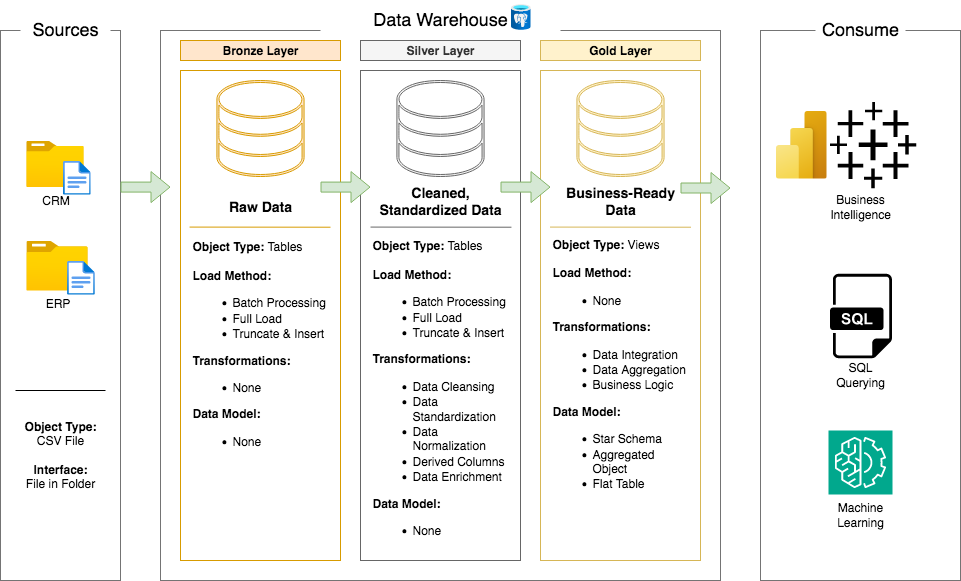 Sources
CRM
ERP
Object Type:
CSV File
Interface:
File in Folder
Data Warehouse
Bronze Layer
Raw Data
Object Type: Tables
Load Method:
• Batch Processing
• Full Load
• Truncate & Insert
Transformations:
• None
Data Model:
• None
Silver Layer
Cleaned,
Standardized Data
Object Type: Tables
Load Method:
• Batch Processing
• Full Load
• Truncate & Insert
Transformations:
• Data Cleansing
• Data
Standardization
• Data
Normalization
• Derived Columns
• Data Enrichment
Data Model:
• None
Gold Layer
Business-Ready
Data
Object Type: Views
Load Method:
• None
Transformations:
• Data Integration
• Data Aggregation
• Business Logic
Data Model:
• Star Schema
• Aggregated
Object
• Flat Table
Consume
Business
Intelligence
SQL
SQL
Querying
Machine
Learning